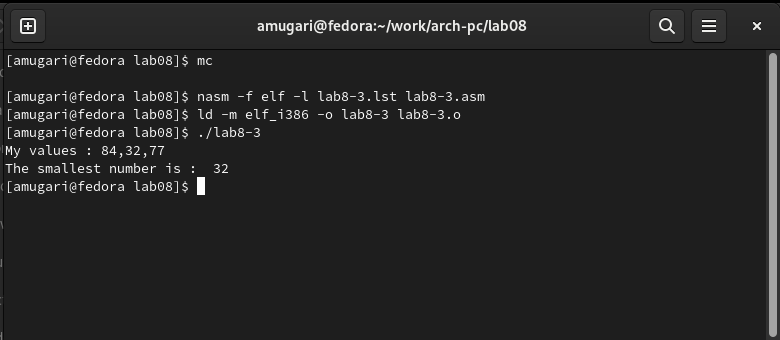 amugari@fedora:~/work/arch-pc/lab08
[amugari@fedora lab08]$ mc
[amugari@fedora lab08]$ nasm -f elf -l lab8-3.lst lab8-3.asm
[amugari@fedora lab08]$ ld -m elf_i386 -o lab8-3 lab8-3.o
[amugari@fedora lab08]$ ./lab8-3
My values : 84,32,77
The smallest number is :  32
[amugari@fedora lab08]$